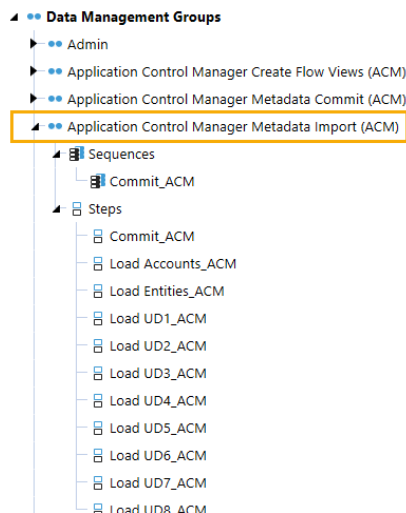 Data Management Groups
Admin
Application Control Manager Create Flow Views (ACM)
Application Control Manager Metadata Commit (ACM)
Application Control Manager Metadata Import (ACM)
Sequences
Commit_ACM
Steps
Commit_ACM
Load Accounts_ACM
Load Entities_ACM
Load UD1_ACM
Load UD2_ACM
Load UD3_ACM
Load UD4_ACM
Load UD5_ACM
Load UD6_ACM
Load UD7_ACM
Load UD8_ACM